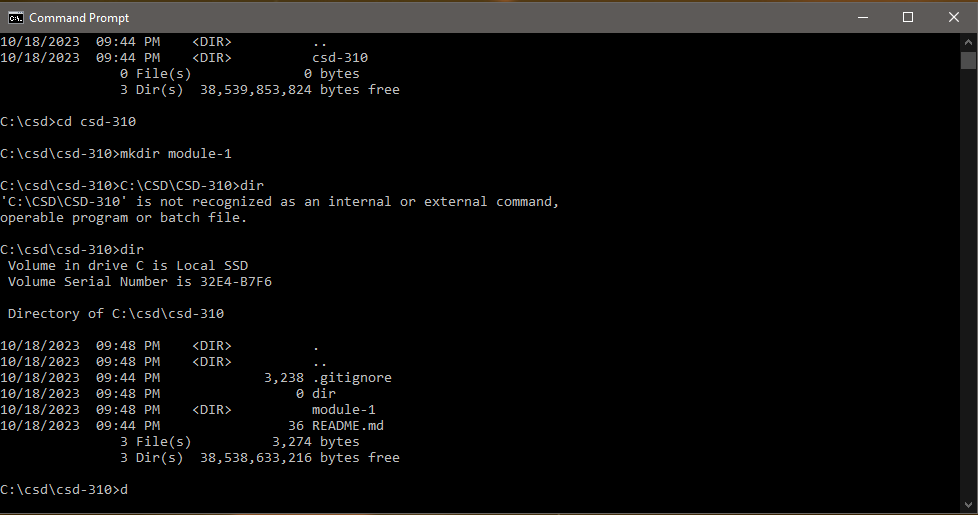 Command Prompt
10/18/2023  09:44 PM    <DIR>          ..
10/18/2023  09:44 PM    <DIR>          csd-310
               0 File(s)              0 bytes
               3 Dir(s)  38,539,853,824 bytes free
C:\csd>cd csd-310
C:\csd\csd-310>mkdir module-1
C:\csd\csd-310>C:\CSD\CSD-310>dir
'C:\CSD\CSD-310' is not recognized as an internal or external command,
operable program or batch file.
C:\csd\csd-310>dir
 Volume in drive C is Local SSD
 Volume Serial Number is 32E4-B7F6
 Directory of C:\csd\csd-310
10/18/2023  09:48 PM    <DIR>          .
10/18/2023  09:48 PM    <DIR>          ..
10/18/2023  09:44 PM             3,238 .gitignore
10/18/2023  09:48 PM                 0 dir
10/18/2023  09:48 PM    <DIR>          module-1
10/18/2023  09:44 PM                36 README.md
               3 File(s)          3,274 bytes
               3 Dir(s)  38,538,633,216 bytes free
C:\csd\csd-310>d